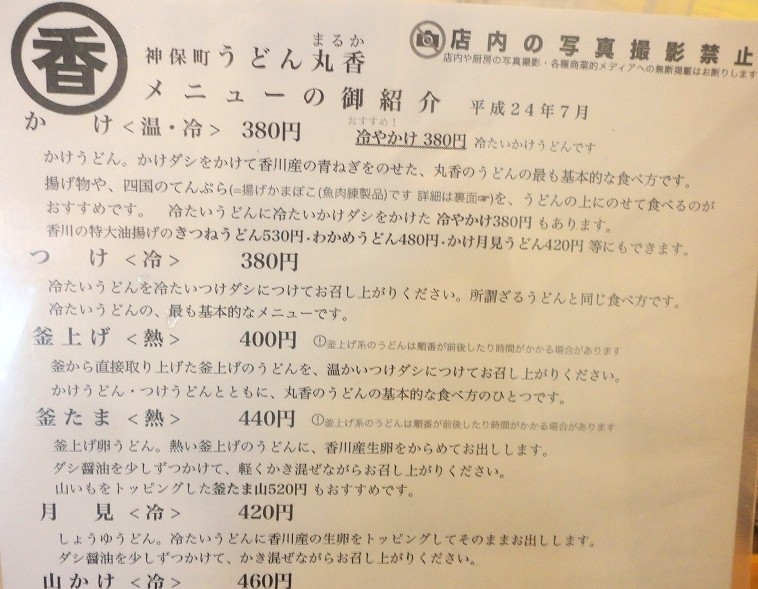 香
神保町うどん丸香
まるか
店内の写真撮影禁止
店内や厨房の写真撮影・各種商業的メディアへの無断掲載はお断りします
メニューの御紹介 平成24年7月
かけ<温・冷> 380円
おすすめ!
冷やかけ 380円 冷たいかけうどんです
かけうどん。かけダシをかけて香川産の青ねぎをのせた、丸香のうどんの最も基本的な食べ方です。
揚げ物や、四国のてんぷら(=揚げかまぼこ(魚肉練製品)です 詳細は裏面☞)を、うどんの上にのせて食べるのが
おすすめです。 冷たいうどんに冷たいかけダシをかけた 冷やかけ380円 もあります。
香川の特大油揚げのきつねうどん530円・わかめうどん480円・かけ月見うどん420円 等にもできます。
つけ<冷> 380円
冷たいうどんを冷たいつけダシにつけてお召し上がりください。所謂ざるうどんと同じ食べ方です。
冷たいうどんの、最も基本的なメニューです。
釜上げ<熱> 400円 ①釜上げ系のうどんは順番が前後したり時間がかかる場合があります
釜から直接取り上げた釜上げのうどんを、温かいつけダシにつけてお召し上がりください。
かけうどん・つけうどんとともに、丸香のうどんの基本的な食べ方のひとつです。
釜たま<熱> 440円 ①釜上げ系のうどんは順番が前後したり時間がかかる場合があります
釜上げ卵うどん。熱い釜上げのうどんに、香川産生卵をからめてお出しします。
ダシ醤油を少しずつかけて、軽くかき混ぜながらお召し上がりください。
山いもをトッピングした釜たま山520円 もおすすめです。
月見<冷> 420円
しょうゆうどん。冷たいうどんに香川産の生卵をトッピングしてそのままお出しします。
ダシ醤油を少しずつかけて、かき混ぜながらお召し上がりください。
山かけ<冷> 460円